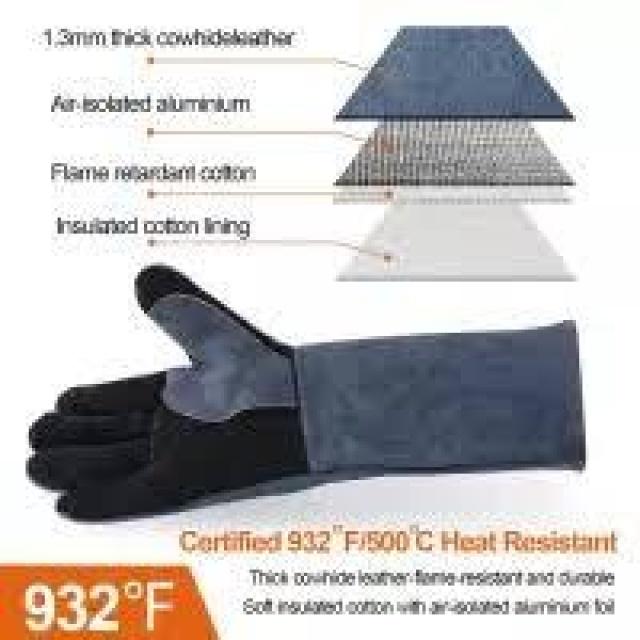 1.3mm thick cowhideleather
Air-isolated aluminium
Flame retardant cotton
Insulated cotton lining
Certified 932°F/500°C Heat Resistant
Thick cowhide leather-flame-resistant and durable
932°F
Soft insulated cotton with air-isolated aluminium foil